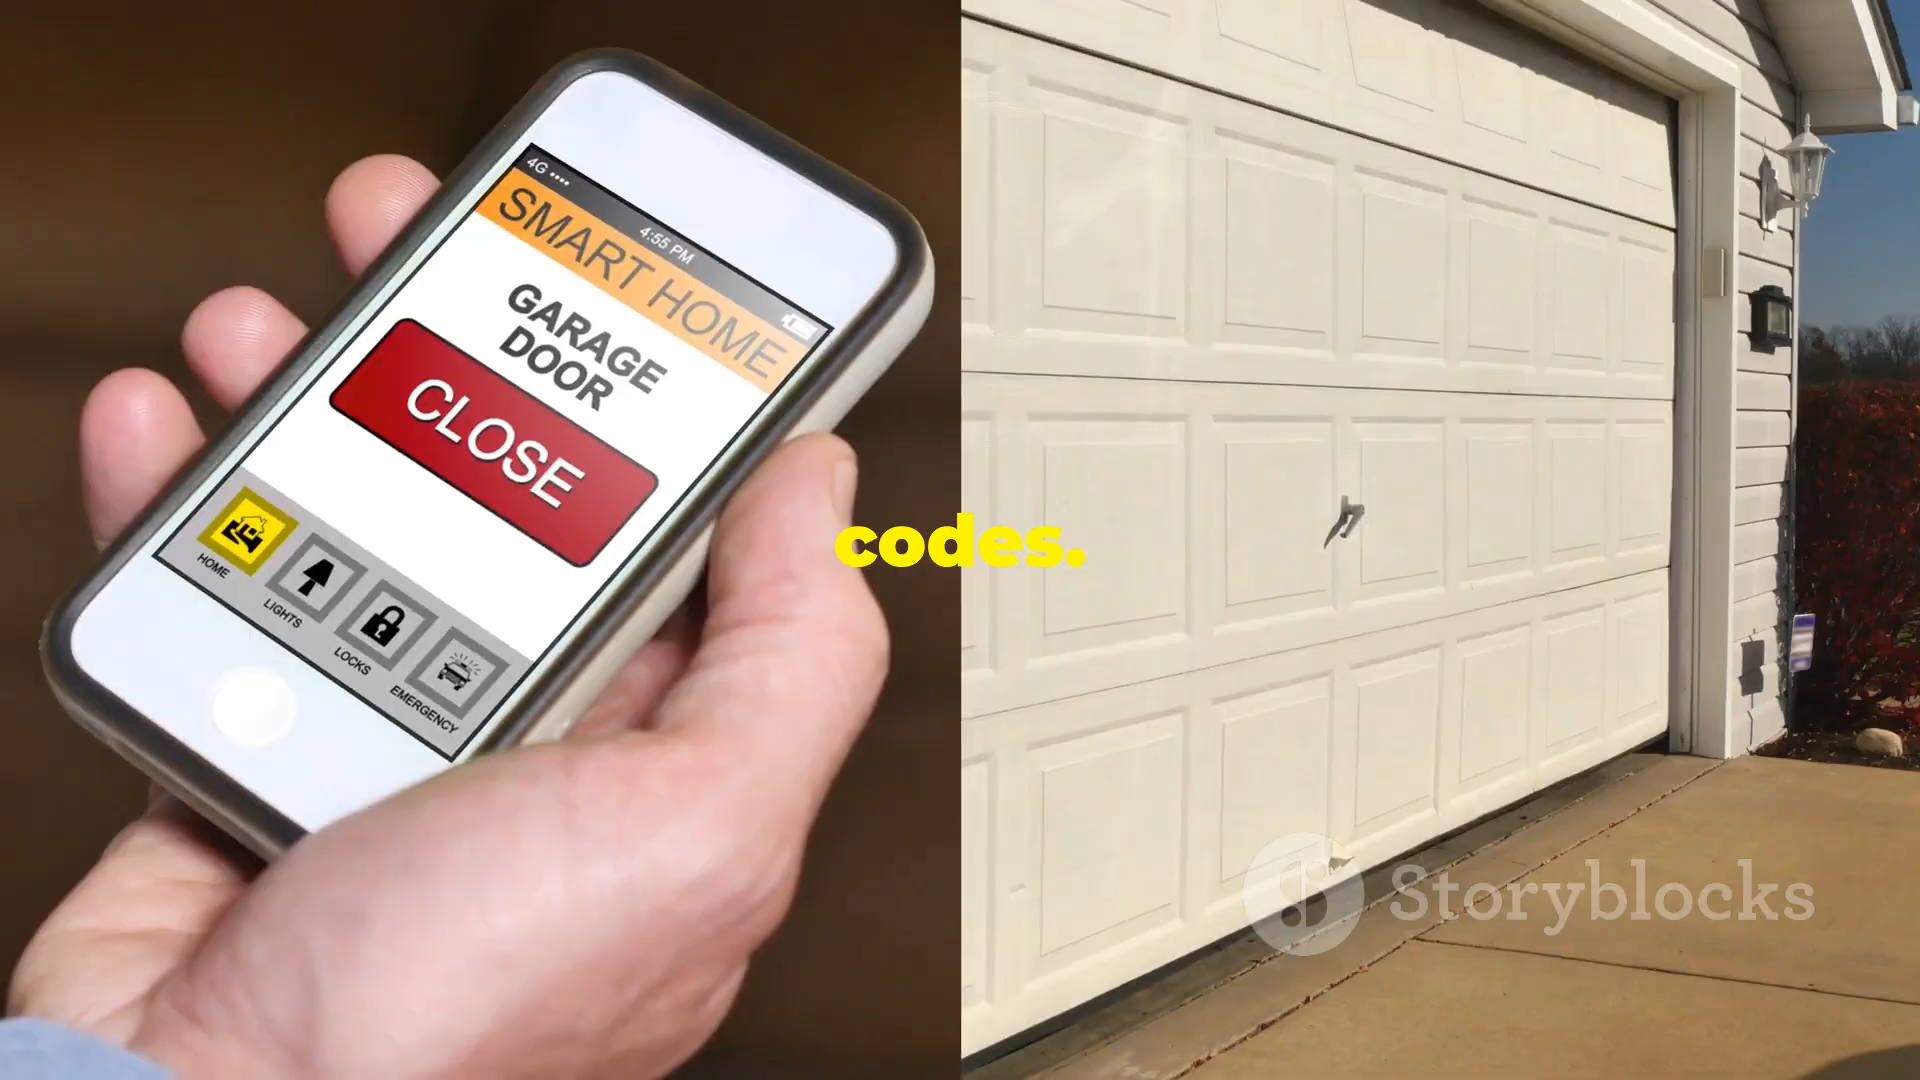 4G
4:55 PM
SMART HOME
GARAGE
DOOR
CLOSE
HOME
LIGHTS
LOCKS
EMERGENCY
codes.
Storyblocks